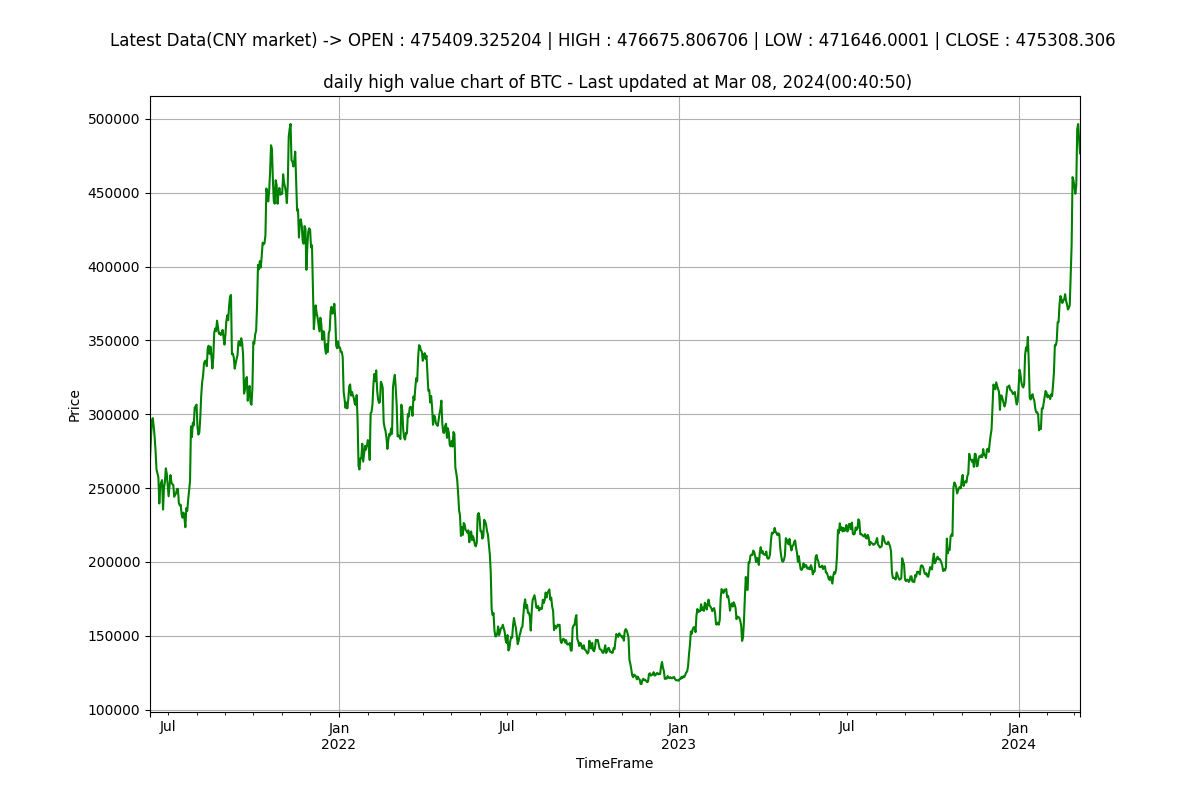 Latest Data(CNY market) -> OPEN : 475409.325204 | HIGH : 476675.806706 | LOW : 471646.0001 | CLOSE : 475308.306
daily high value chart of BTC - Last updated at Mar 08, 2024(00:40:50)
500000
450000
400000
350000
300000
250000
200000
150000
100000
Price
Jul
Jan
2022
Jul
Jan
2023
Jul
Jan
2024
TimeFrame